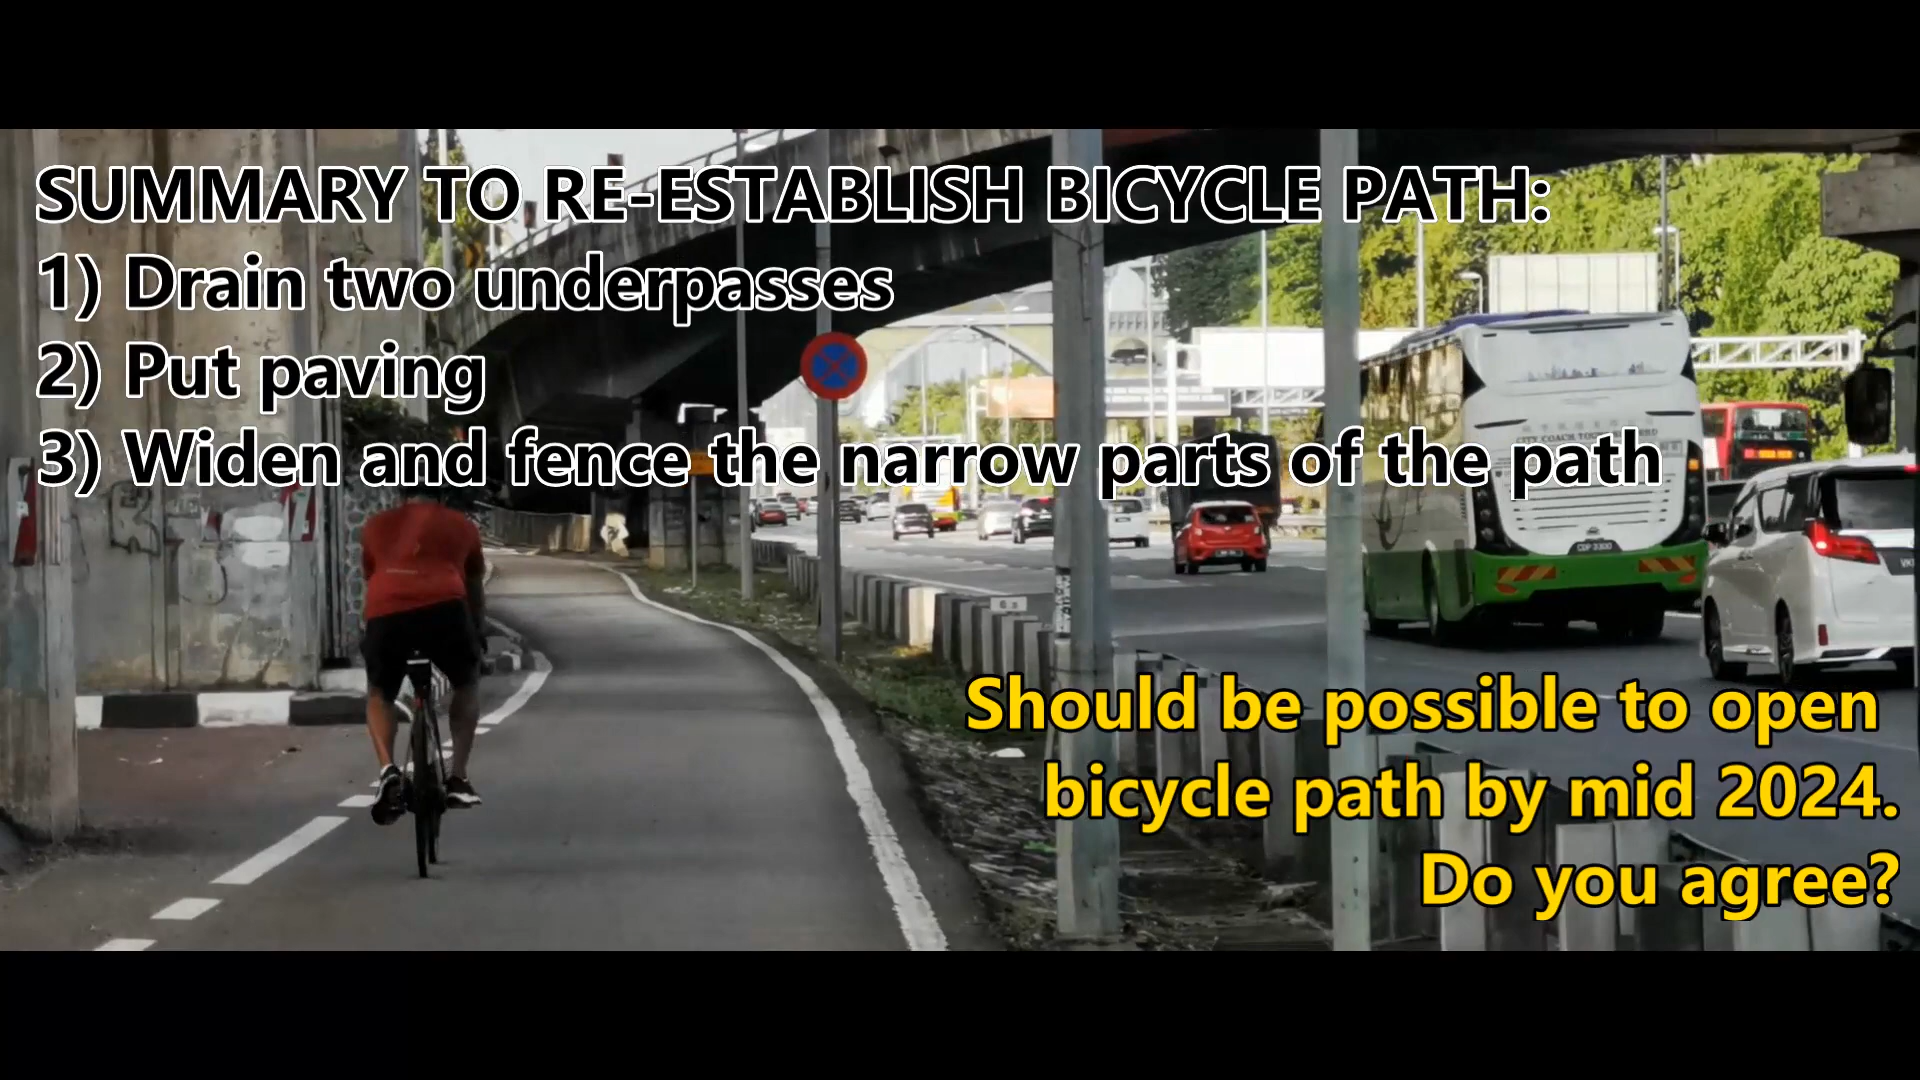 SUMMARY TO RE-ESTABLISH BICYCLE PATH:
1) Drain two underpasses
2) Put paving
3) Widen and fence the narrow parts of the path
Should be possible to open
bicycle path by mid 2024.
Do you agree?